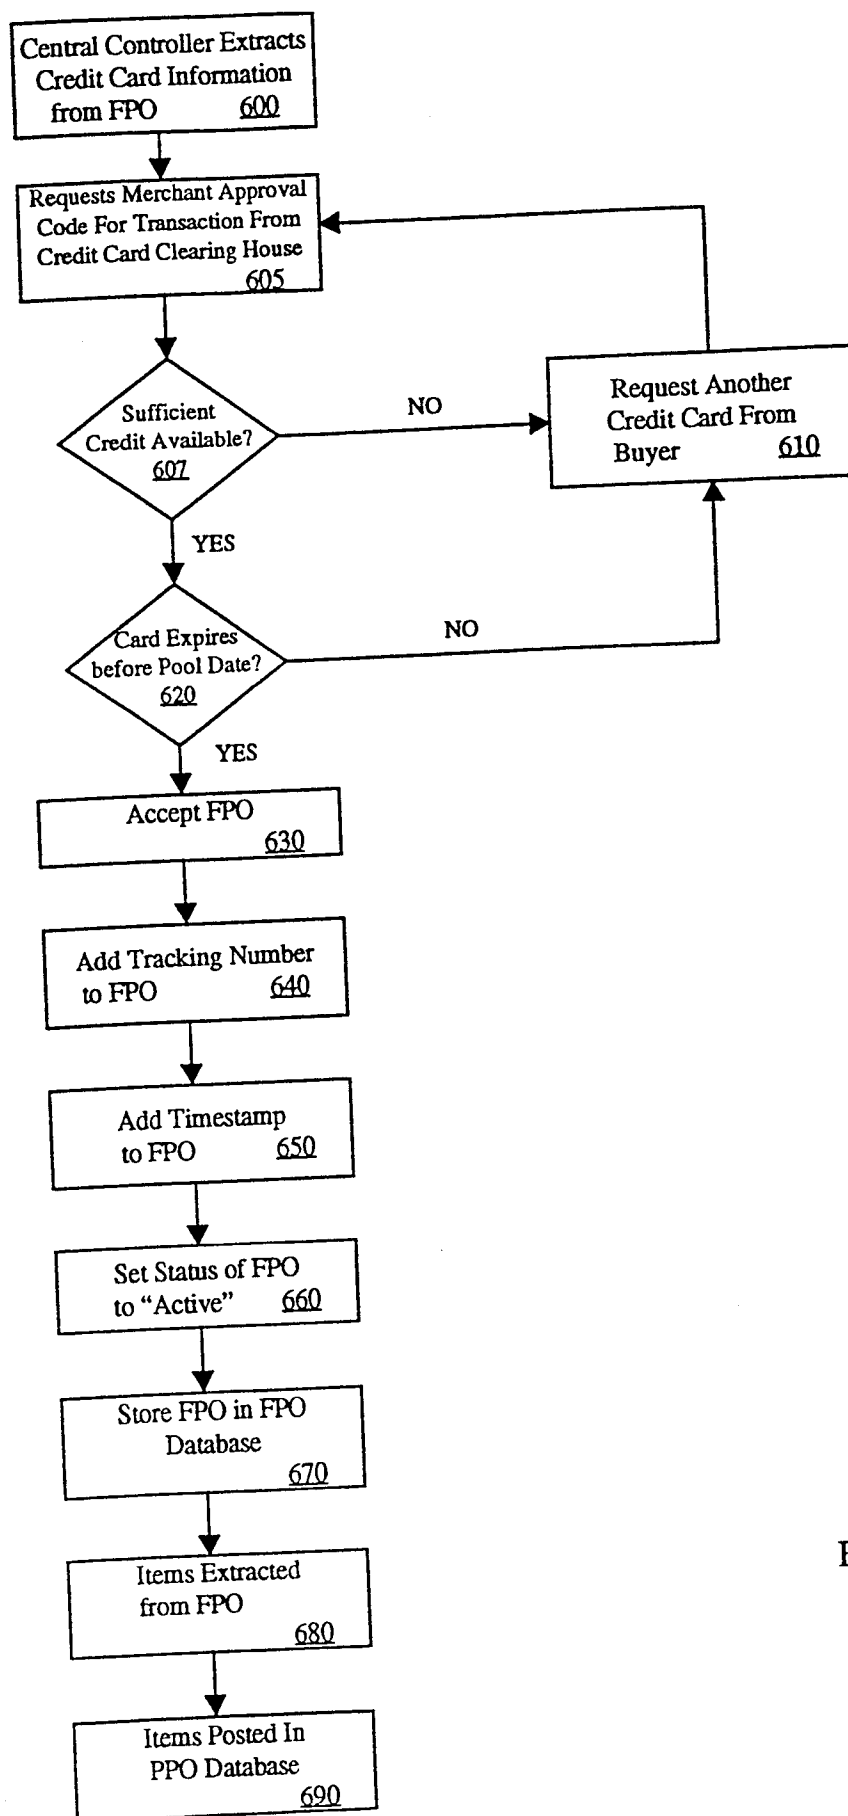 Central Controller Extracts
Credit Card Information
from FPO 600
Requests Merchant Approval
Code For Transaction From
Credit Card Clearing House
605
Sufficient
Credit Available?
607
NO
Request Another
Credit Card From
Buyer 610
YES
Card Expires
before Pool Date?
620
NO
YES
Accept FPO
630
Add Tracking Number
to FPO 640
Add Timestamp
to FPO 650
Set Status of FPO
to “Active” 660
Store FPO in FPO
Database
670
Items Extracted
from FPO
680
Items Posted In
PPO Database
690